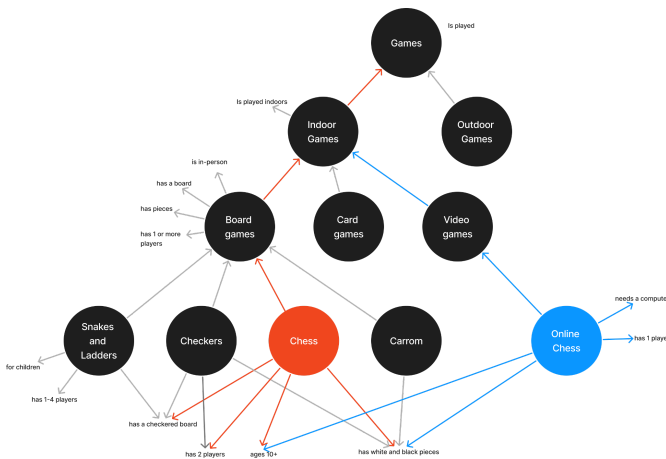 Games
Is played
Is played indoors
Indoor
Games
Outdoor
Games
is in-person
has a board
has pieces
has 1 or more
players
Board
games
Card
games
Video
games
Snakes
and
Ladders
Checkers
Chess
Carrom
Online
Chess
needs a compute
has 1 playe
for children
has 1-4 players
has a checkered board
has 2 players
ages 10+
has white and black pieces